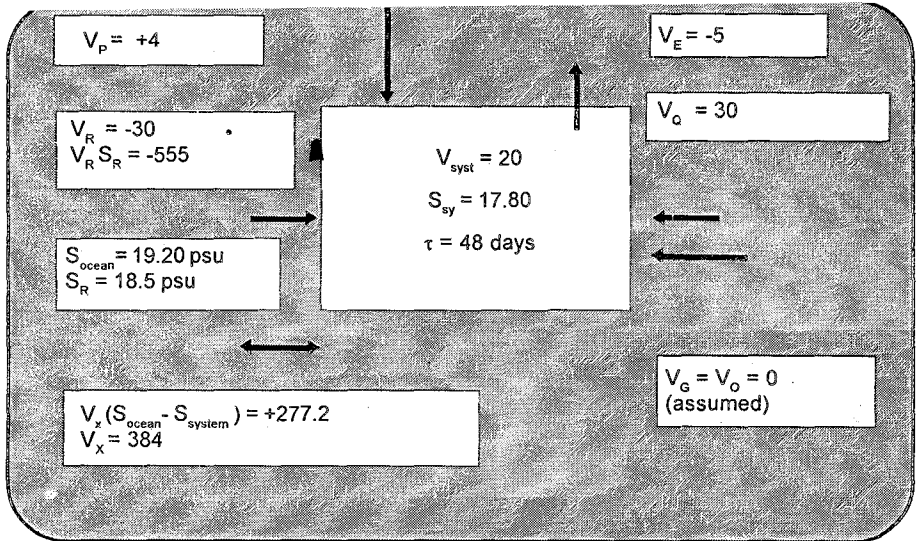 V_P = +4
V_E = -5
V_R = -30
V_R S_R = -555
V_Q = 30
V_syst = 20
S_sy = 17.80
τ = 48 days
S_ocean = 19.20 psu
S_R = 18.5 psu
V_G = V_O = 0
(assumed)
V_x (S_ocean - S_system) = +277.2
V_X = 384